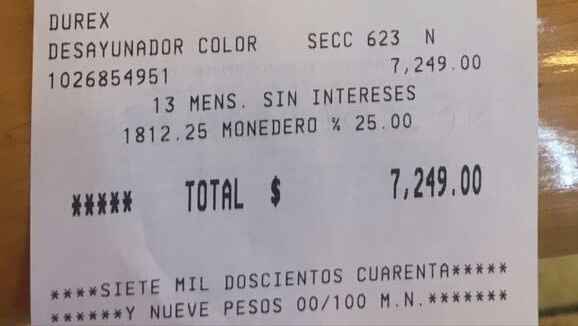 DUREX
DESAYUNADOR COLOR SECC 623 N
1026854951 7,249.00
13 MENS. SIN INTERESES
1812.25 MONEDERO % 25.00
***** TOTAL $ 7,249.00
****SIETE MIL DOSCIENTOS CUARENTA*****
******Y NUEVE PESOS 00/100 M.N.*******